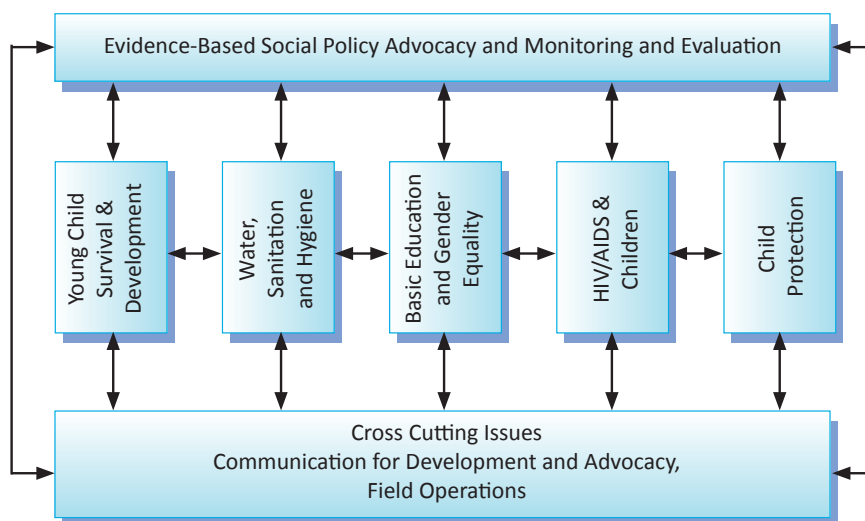 Evidence-Based Social Policy Advocacy and Monitoring and Evaluation
Young Child
Survival &
Development
Water,
Sanitation
and Hygiene
Basic Education
and Gender
Equality
HIV/AIDS &
Children
Child
Protection
Cross Cutting Issues
Communication for Development and Advocacy,
Field Operations